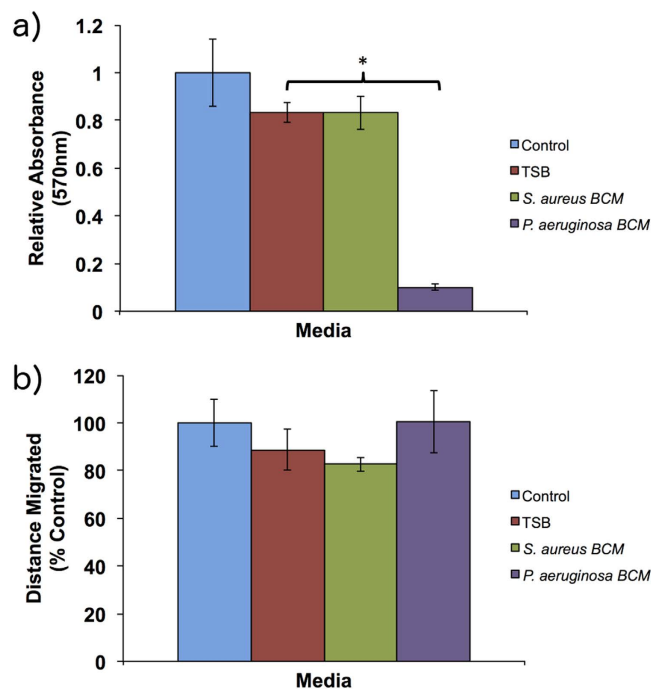 a)
1.2
1
0.8
0.6
0.4
0.2
0
Relative Absorbance
(570nm)
*
Control
TSB
S. aureus BCM
P. aeruginosa BCM
Media
b)
120
100
80
60
40
20
0
Distance Migrated
(% Control)
Control
TSB
S. aureus BCM
P. aeruginosa BCM
Media